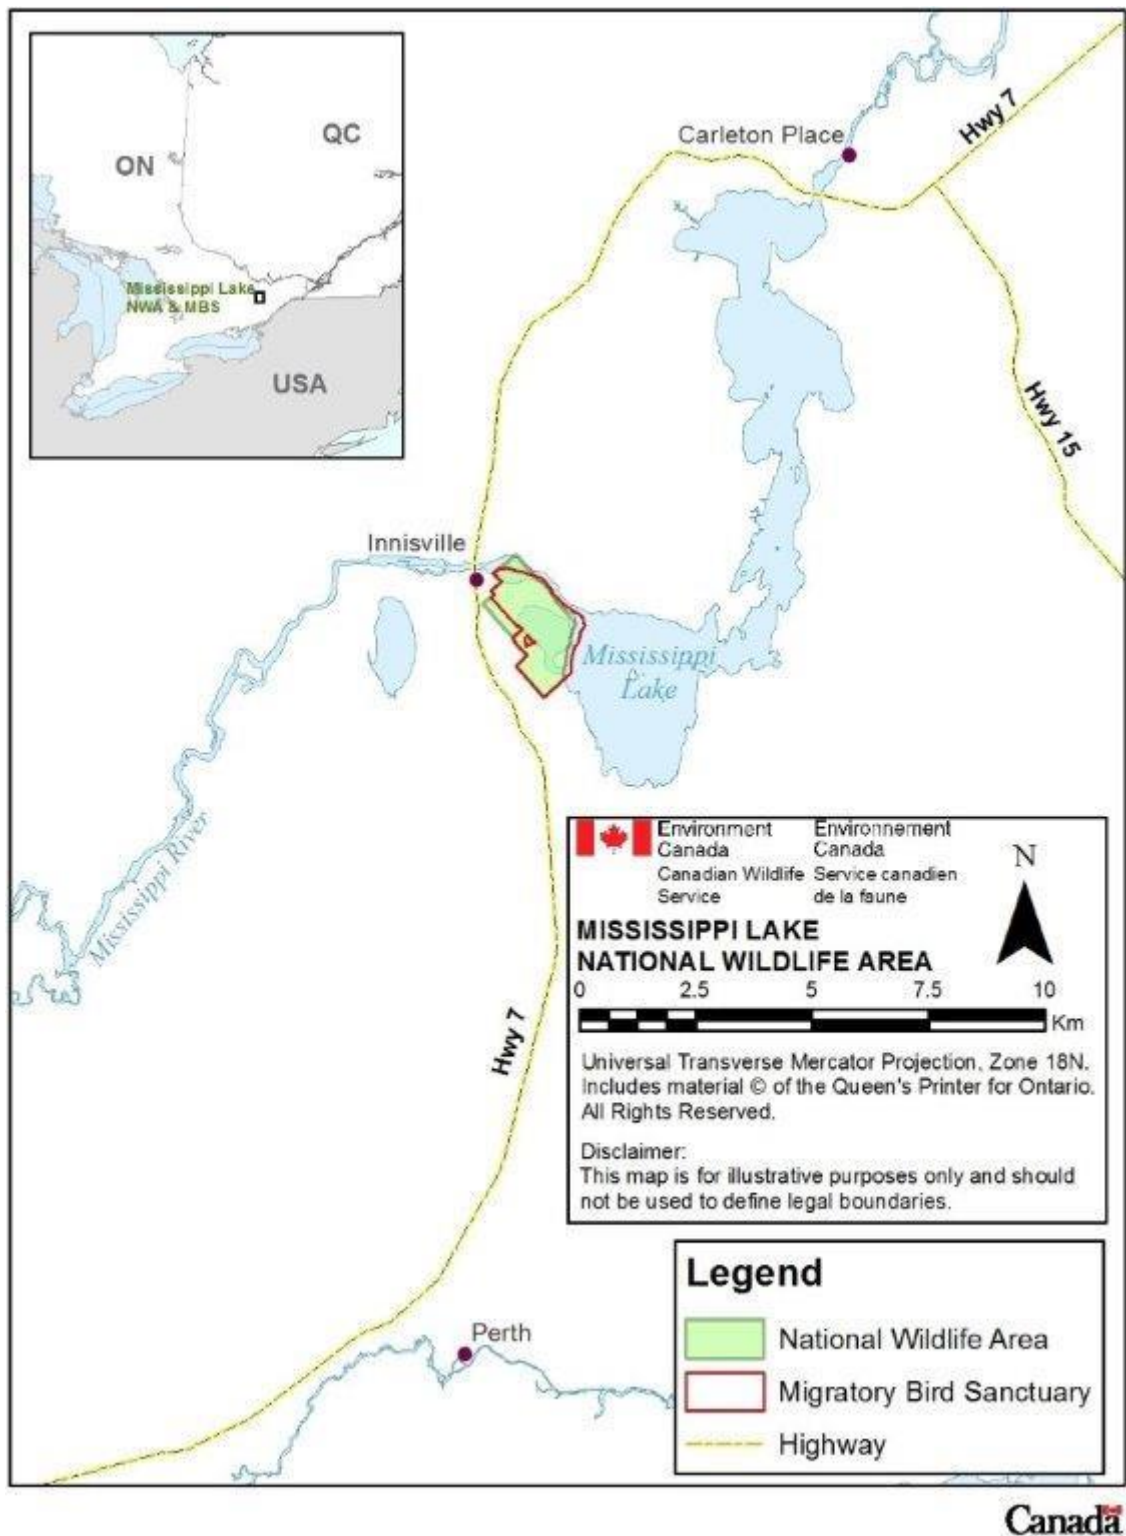 ON
QC
Mississippi Lake
NWA & MBS
USA
Carleton Place
Hwy 7
Hwy 15
Innisville
Mississippi
Lake
Mississippi River
Hwy 7
Perth
Environment
Canada
Canadian Wildlife
Service
Environnement
Canada
Service canadien
de la faune
N
MISSISSIPPI LAKE
NATIONAL WILDLIFE AREA
0 2.5 5 7.5 10
Km
Universal Transverse Mercator Projection, Zone 18N.
Includes material © of the Queen's Printer for Ontario.
All Rights Reserved.
Disclaimer:
This map is for illustrative purposes only and should
not be used to define legal boundaries.
Legend
National Wildlife Area
Migratory Bird Sanctuary
Highway
Canada